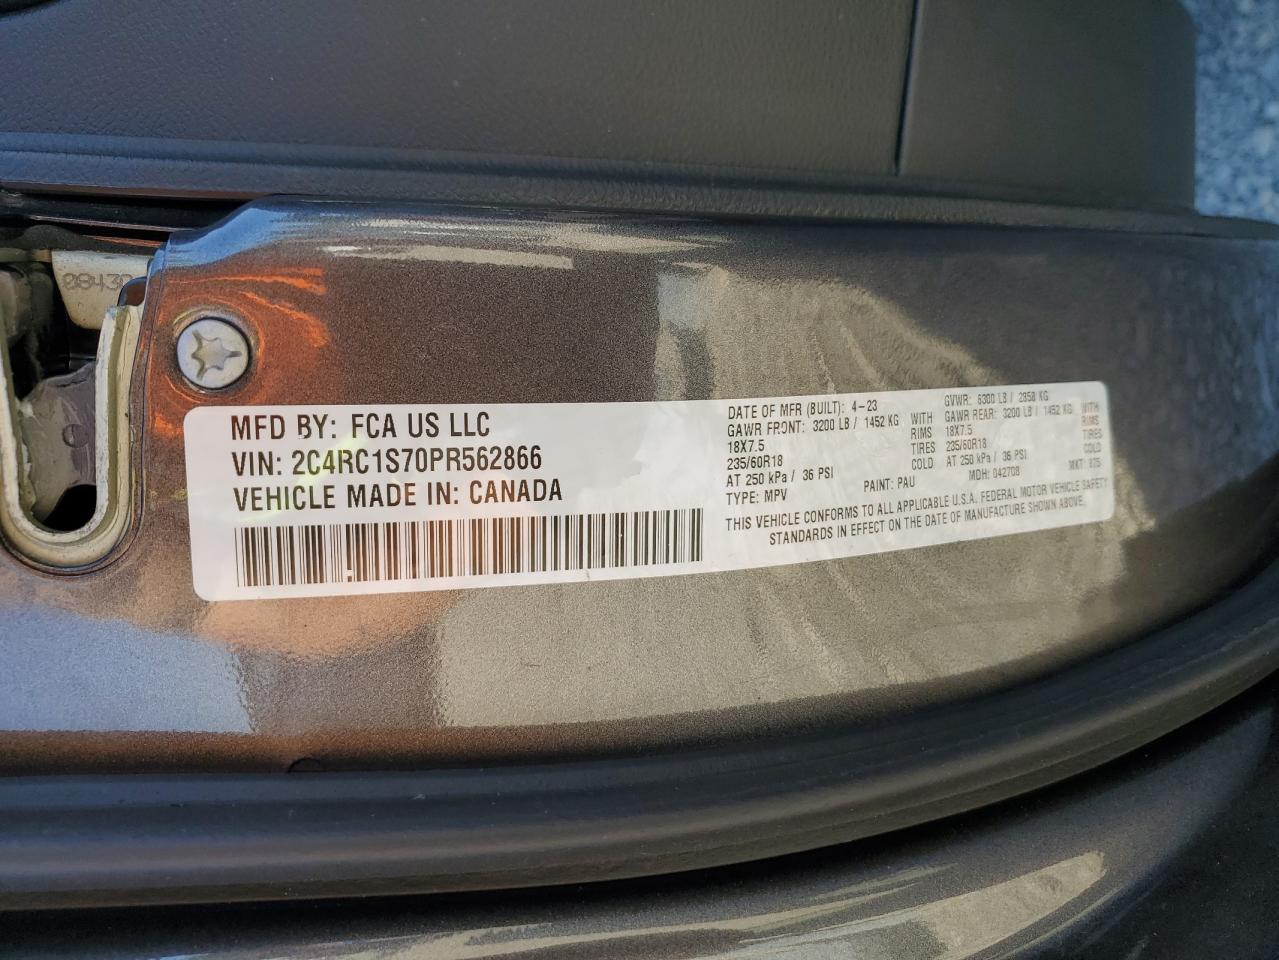 0843
MFD BY: FCA US LLC
VIN: 2C4RC1S70PR562866
VEHICLE MADE IN: CANADA
DATE OF MFR (BUILT): 4-23 GVWR: 6300 LB / 2858 KG
GAWR FRONT: 3200 LB / 1452 KG WITH GAWR REAR: 3200 LB / 1452 KG WITH
18X7.5 RIMS 18X7.5 RIMS
235/60R18 TIRES 235/60R18 TIRES
AT 250 kPa / 36 PSI COLD AT 250 kPa / 36 PSI COLD
TYPE: MPV PAINT: PAU MDH: 042708 MKT: 875
THIS VEHICLE CONFORMS TO ALL APPLICABLE U.S.A. FEDERAL MOTOR VEHICLE SAFETY
STANDARDS IN EFFECT ON THE DATE OF MANUFACTURE SHOWN ABOVE.